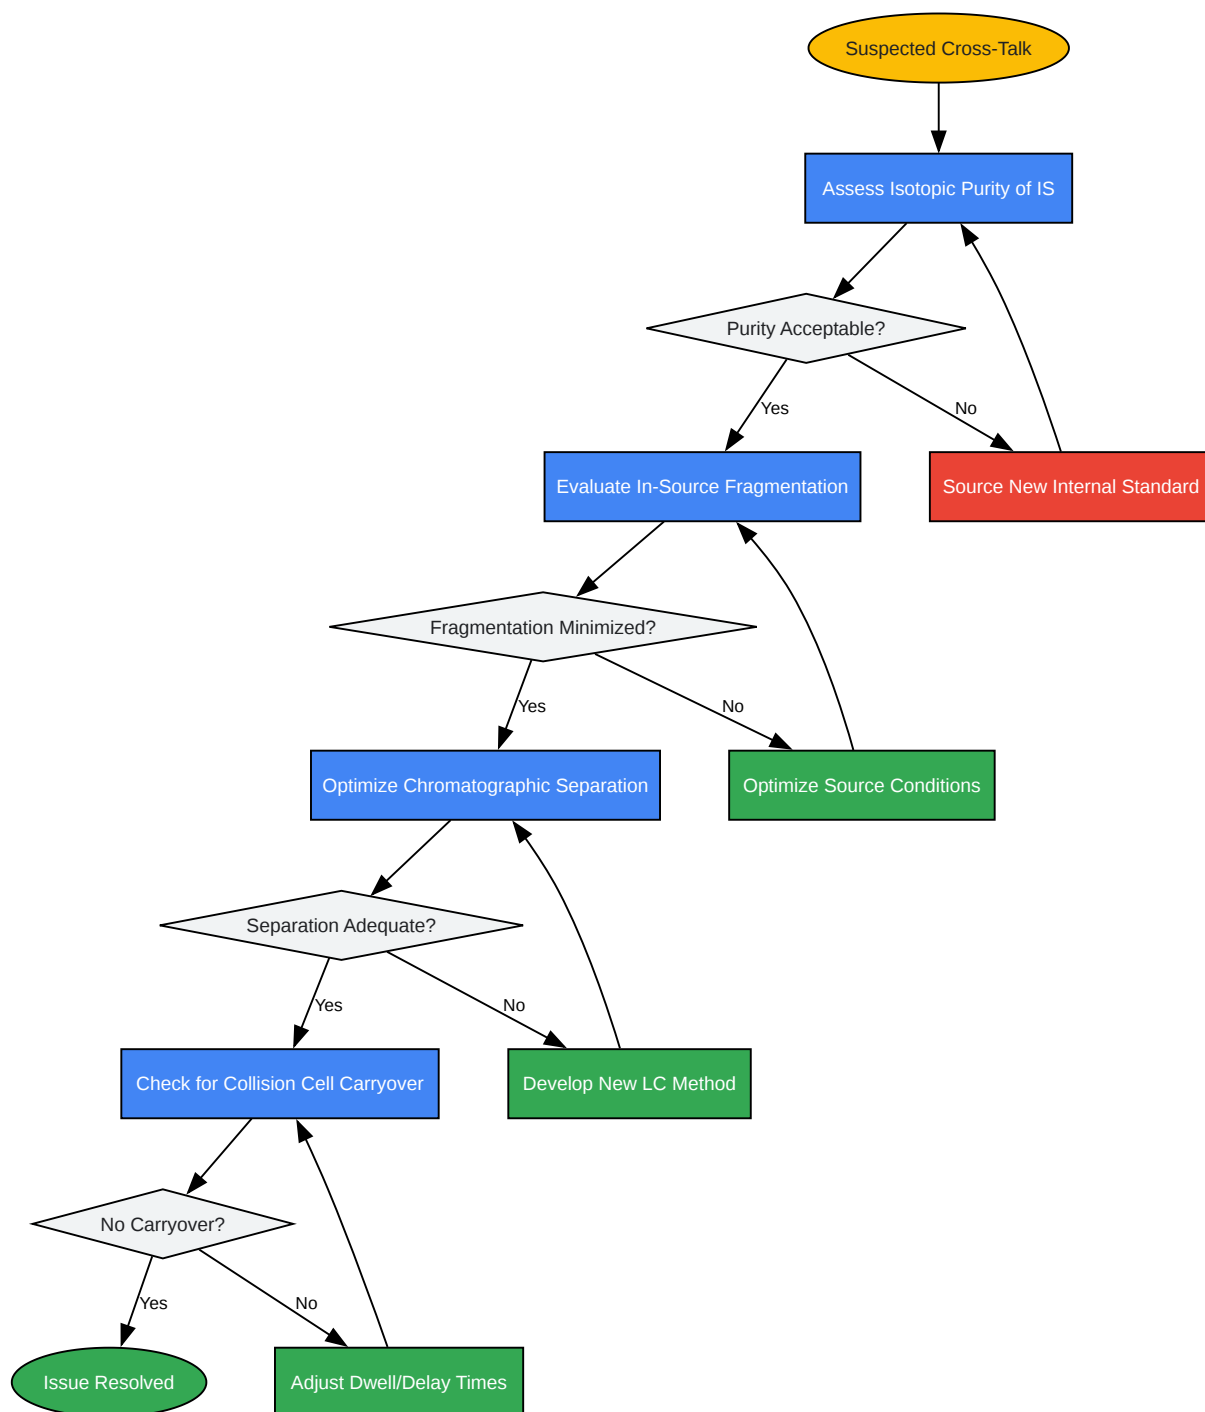 Suspected Cross-Talk
Assess Isotopic Purity of IS
Purity Acceptable?
Yes
No
Evaluate In-Source Fragmentation
Source New Internal Standard
Fragmentation Minimized?
Yes
No
Optimize Chromatographic Separation
Optimize Source Conditions
Separation Adequate?
Yes
No
Check for Collision Cell Carryover
Develop New LC Method
No Carryover?
Yes
No
Issue Resolved
Adjust Dwell/Delay Times